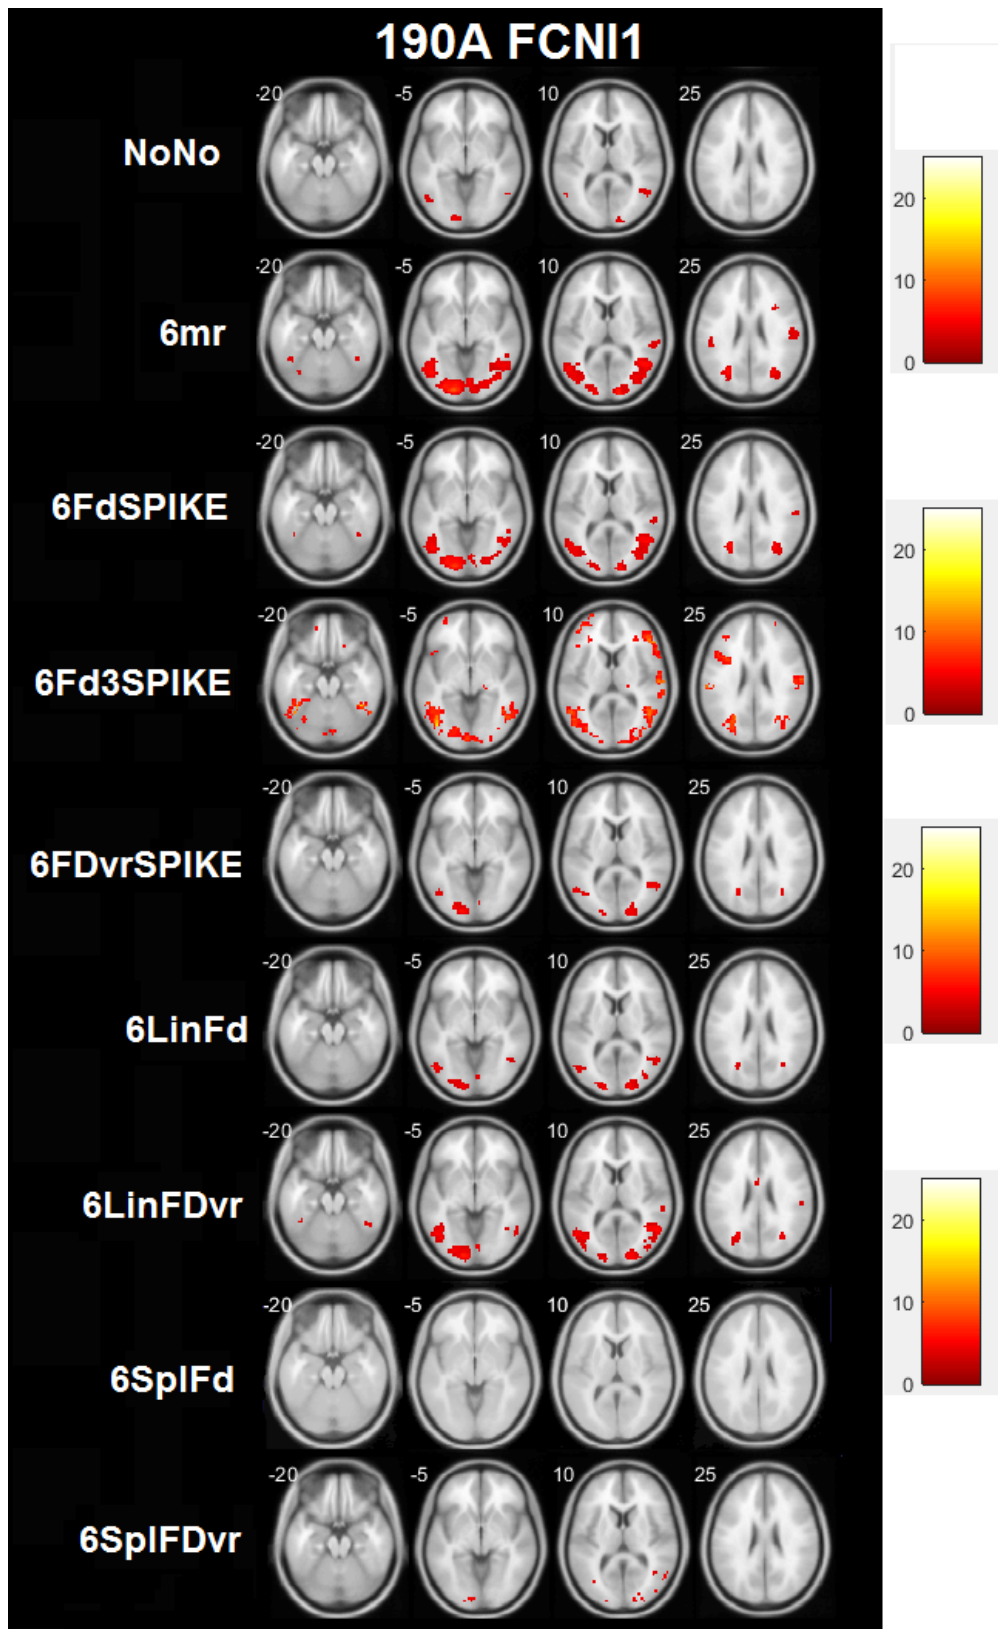 190A FCNI1
-20 -5 10 25
NoNo
20
10
0
-20 -5 10 25
6mr
-20 -5 10 25
6FdSPIKE
20
10
0
-20 -5 10 25
6Fd3SPIKE
-20 -5 10 25
6FDvrSPIKE
20
10
0
-20 -5 10 25
6LinFd
-20 -5 10 25
6LinFDvr
20
10
0
-20 -5 10 25
6SplFd
-20 -5 10 25
6SplFDvr